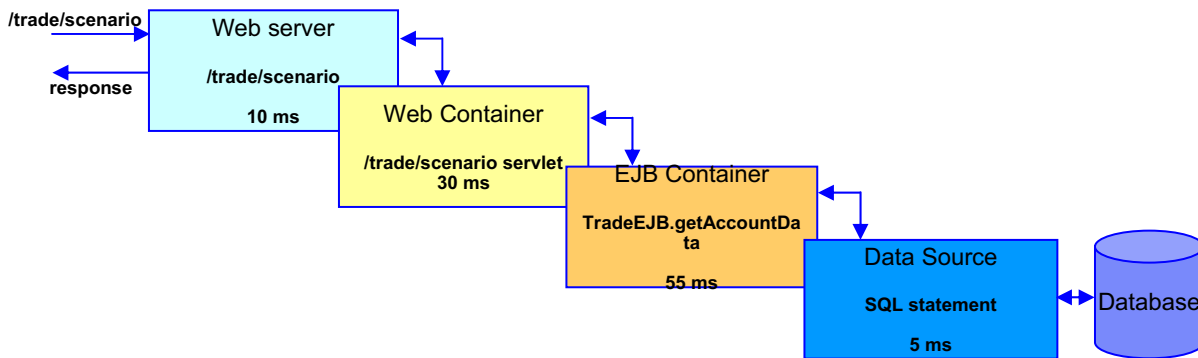 /trade/scenario
response
Web server
/trade/scenario
10 ms
Web Container
/trade/scenario servlet
30 ms
EJB Container
TradeEJB.getAccountDa
ta
55 ms
Data Source
SQL statement
5 ms
Database